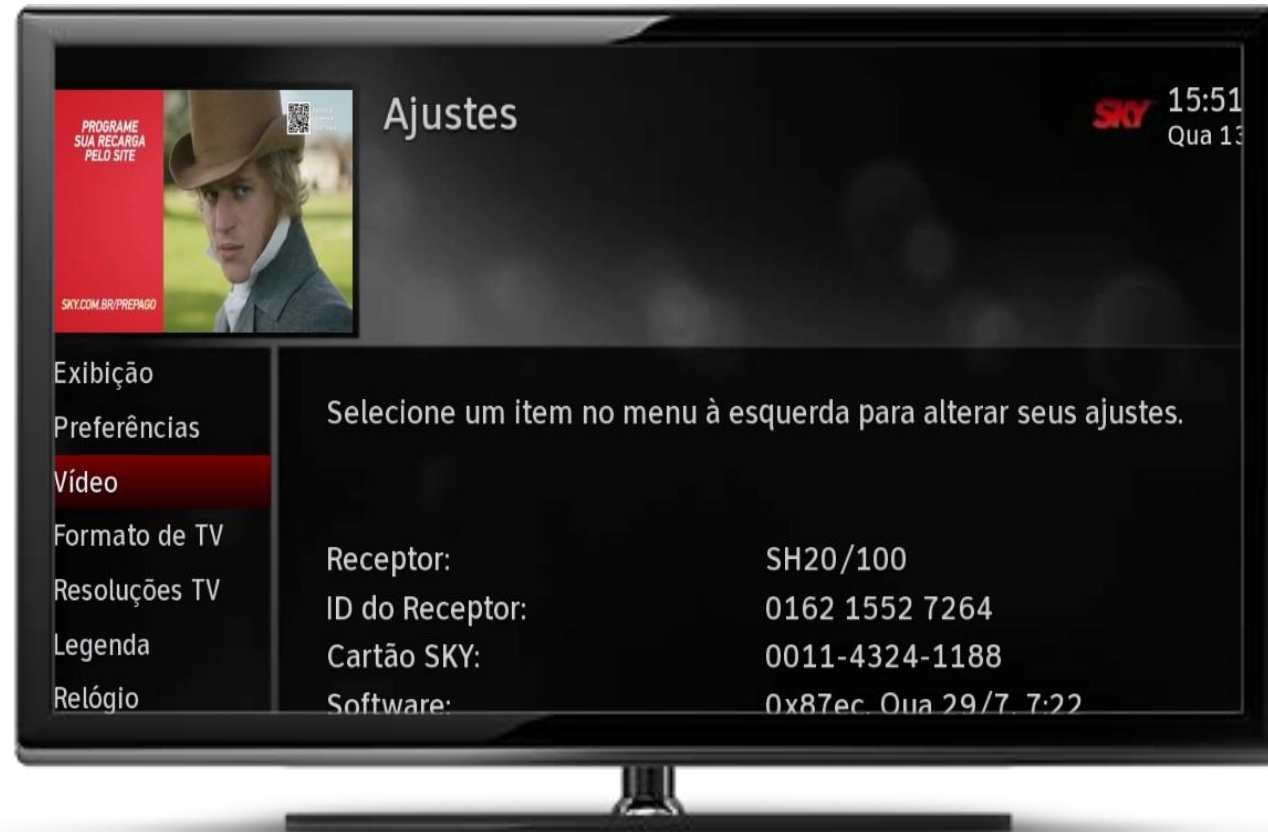 PROGRAME
SUA RECARGA
PELO SITE
SKY.COM.BR/PREPAGO
Ajustes
SKY
15:51
Qua 13
Exibição
Preferências
Vídeo
Formato de TV
Resoluções TV
Legenda
Relógio
Selecione um item no menu à esquerda para alterar seus ajustes.
Receptor: SH20/100
ID do Receptor: 0162 1552 7264
Cartão SKY: 0011-4324-1188
Software: 0x87ec, Qua 29/7, 7:22